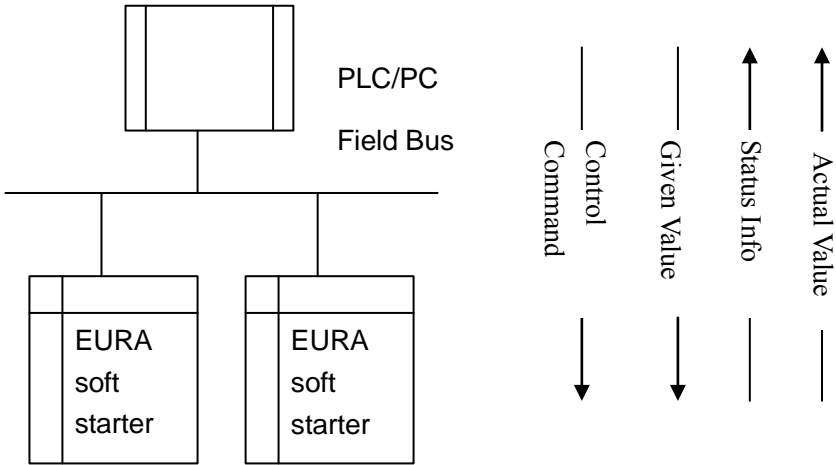 PLC/PC
Field Bus
EURA
soft
starter
EURA
soft
starter
Control
Command
Given Value
Status Info
Actual Value